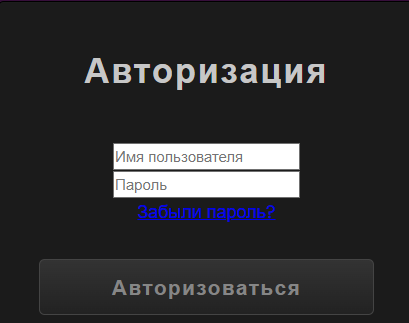 Авторизация
Имя пользователя
Пароль
Забыли пароль?
Авторизоваться